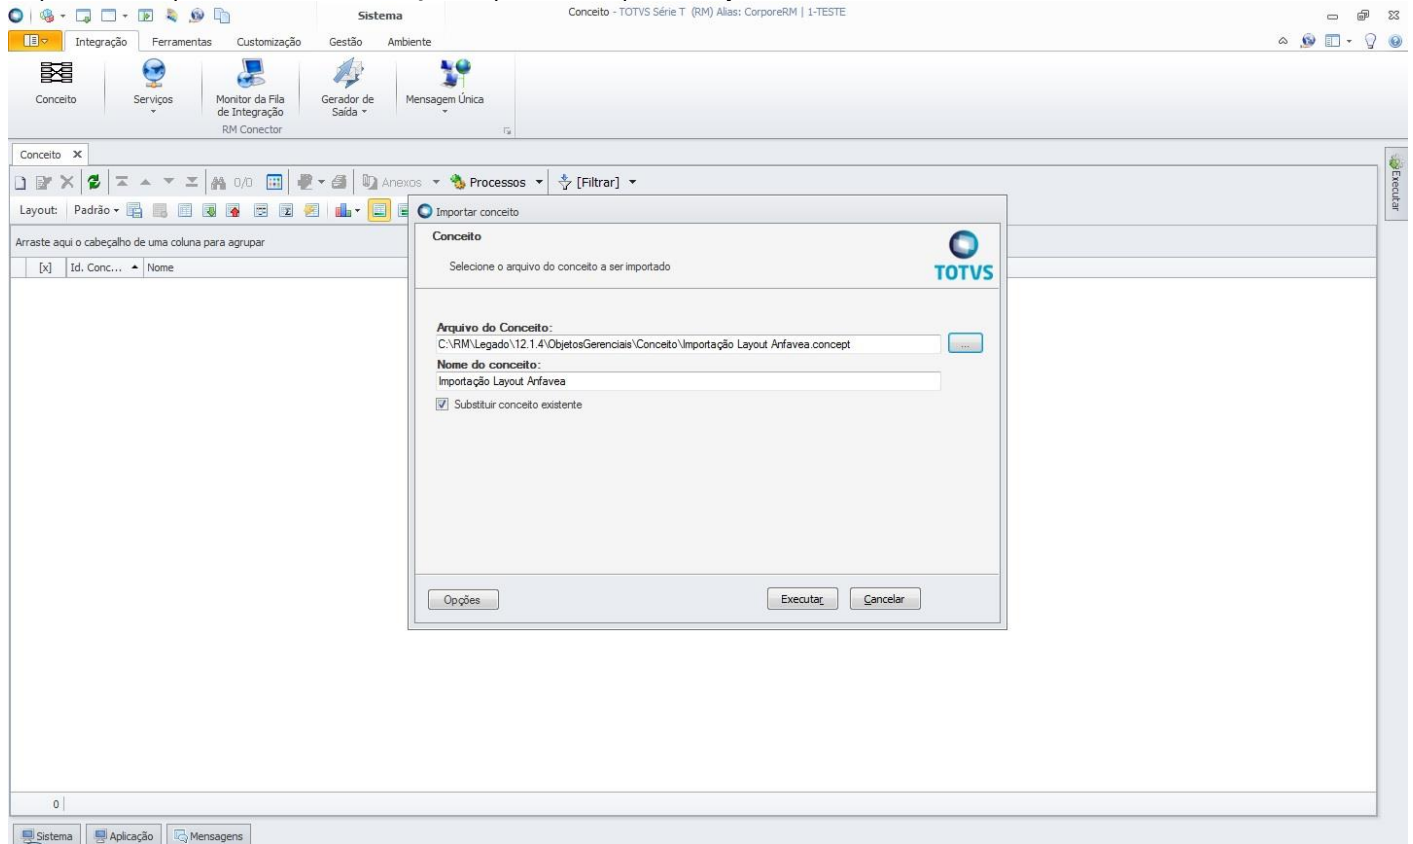 Sistema
Conceito - TOTVS Série T (RM) Alias: CorporeRM | 1-TESTE
Integração Ferramentas Customização Gestão Ambiente
Conceito Serviços Monitor da Fila de Integração Gerador de Saída Mensagem Única
RM Conector
Conceito X
0/0 Anexos Processos [Filtrar]
Executar
Layout: Padrão
Arraste aqui o cabeçalho de uma coluna para agrupar
[x] Id. Conc... Nome
Importar conceito
Conceito
Selecione o arquivo do conceito a ser importado
TOTVS
Arquivo do Conceito:
C:\RM\Legado\12.1.4\ObjetosGerenciais\Conceito\Importação Layout Anfavea.concept
...
Nome do conceito:
Importação Layout Anfavea
Substituir conceito existente
Opções Executar Cancelar
0
Sistema Aplicação Mensagens